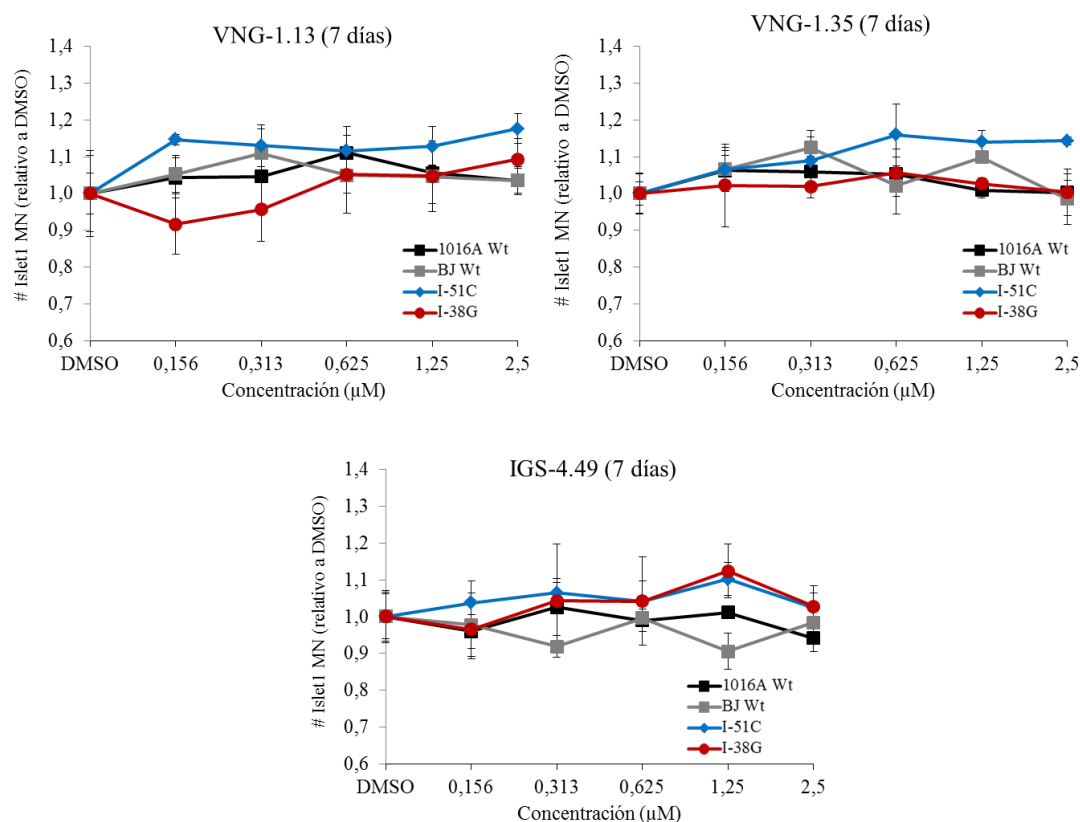 VNG-1.13 (7 días)
# Islet1 MN (relativo a DMSO)
1,4
1,3
1,2
1,1
1,0
0,9
0,8
0,7
0,6
1016A Wt
BJ Wt
I-51C
I-38G
DMSO 0,156 0,313 0,625 1,25 2,5
Concentración (µM)
VNG-1.35 (7 días)
# Islet1 MN (relativo a DMSO)
1,4
1,3
1,2
1,1
1,0
0,9
0,8
0,7
0,6
1016A Wt
BJ Wt
I-51C
I-38G
DMSO 0,156 0,313 0,625 1,25 2,5
Concentración (µM)
IGS-4.49 (7 días)
# Islet1 MN (relativo a DMSO)
1,4
1,3
1,2
1,1
1,0
0,9
0,8
0,7
0,6
1016A Wt
BJ Wt
I-51C
I-38G
DMSO 0,156 0,313 0,625 1,25 2,5
Concentración (µM)